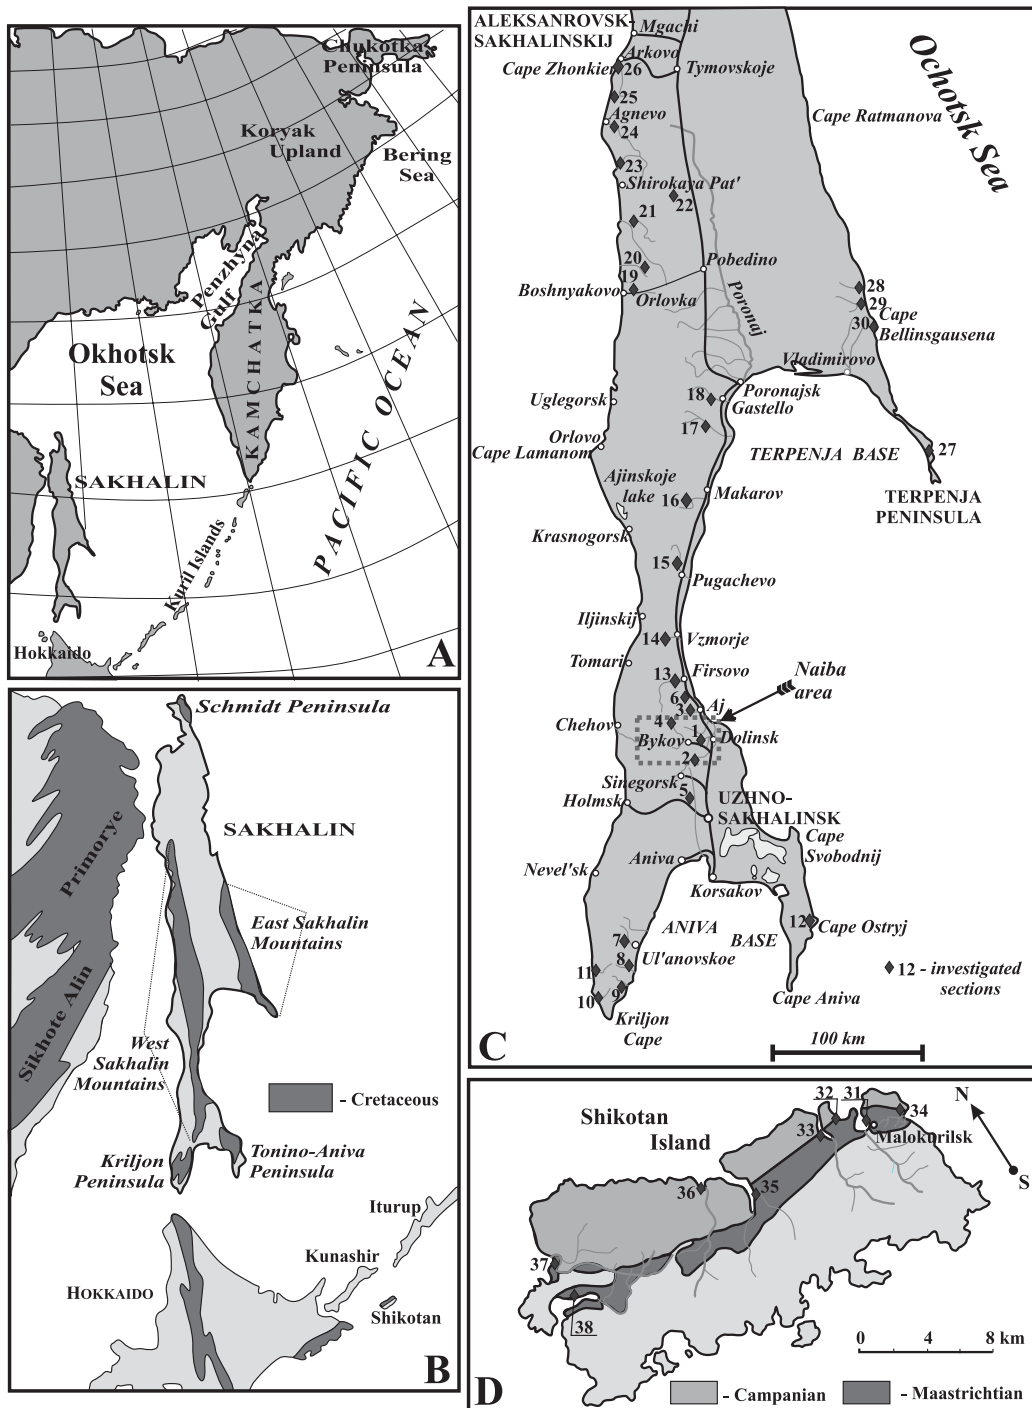 Chukotka
Peninsula
Koryak
Upland
Bering
Sea
Penzhyna
Gulf
KAMCHATKA
Okhotsk
Sea
PACIFIC OCEAN
SAKHALIN
Kuril Islands
Hokkaido
A
Schmidt Peninsula
SAKHALIN
Primorye
Sikhote Alin
East Sakhalin
Mountains
West
Sakhalin
Mountains
- Cretaceous
Kriljon
Peninsula
Tonino-Aniva
Peninsula
Iturup
Kunashir
Shikotan
HOKKAIDO
B
ALEKSANROVSK-
SAKHALINSKIJ
Mgachi
Arkovo
Cape Zhonkier
26
Tymovskoje
Ochotsk Sea
25
Agnevo
24
Cape Ratmanova
23
Shirokaya Pat'
22
21
20
19
Pobedino
Boshnyakovo
Orlovka
Poronaj
28
29
30
Cape
Bellinsgausena
Vladimirovo
Poronajsk
Gastello
18
Uglegorsk
17
Orlovo
Cape Lamanom
TERPENJA BASE
27
TERPENJA
PENINSULA
Ajinskoje
lake
16
Makarov
Krasnogorsk
15
Pugachevo
Iljinskij
14
Vzmorje
Tomari
13
Firsovo
Naiba
area
6
3
Aj
Chehov
4
1
Bykov
Dolinsk
2
Sinegorsk
5
Holmsk
UZHNO-
SAKHALINSK
Cape
Svobodnij
Aniva
Nevel'sk
Korsakov
ANIVA
BASE
12
Cape Ostryj
7
Ul'anovskoe
8
11
9
10
Kriljon
Cape
Cape Aniva
12 - investigated
sections
C
100 km
Shikotan
Island
32
31
34
33
Malokurilsk
N
S
36
35
37
38
0 4 8 km
D
- Campanian
- Maastrichtian